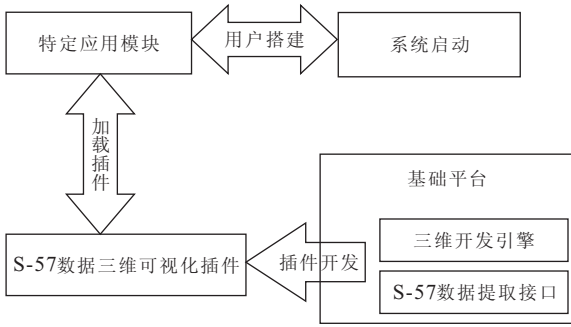 特定应用模块
用户搭建
系统启动
加载插件
基础平台
三维开发引擎
S-57数据三维可视化插件
插件开发
S-57数据提取接口